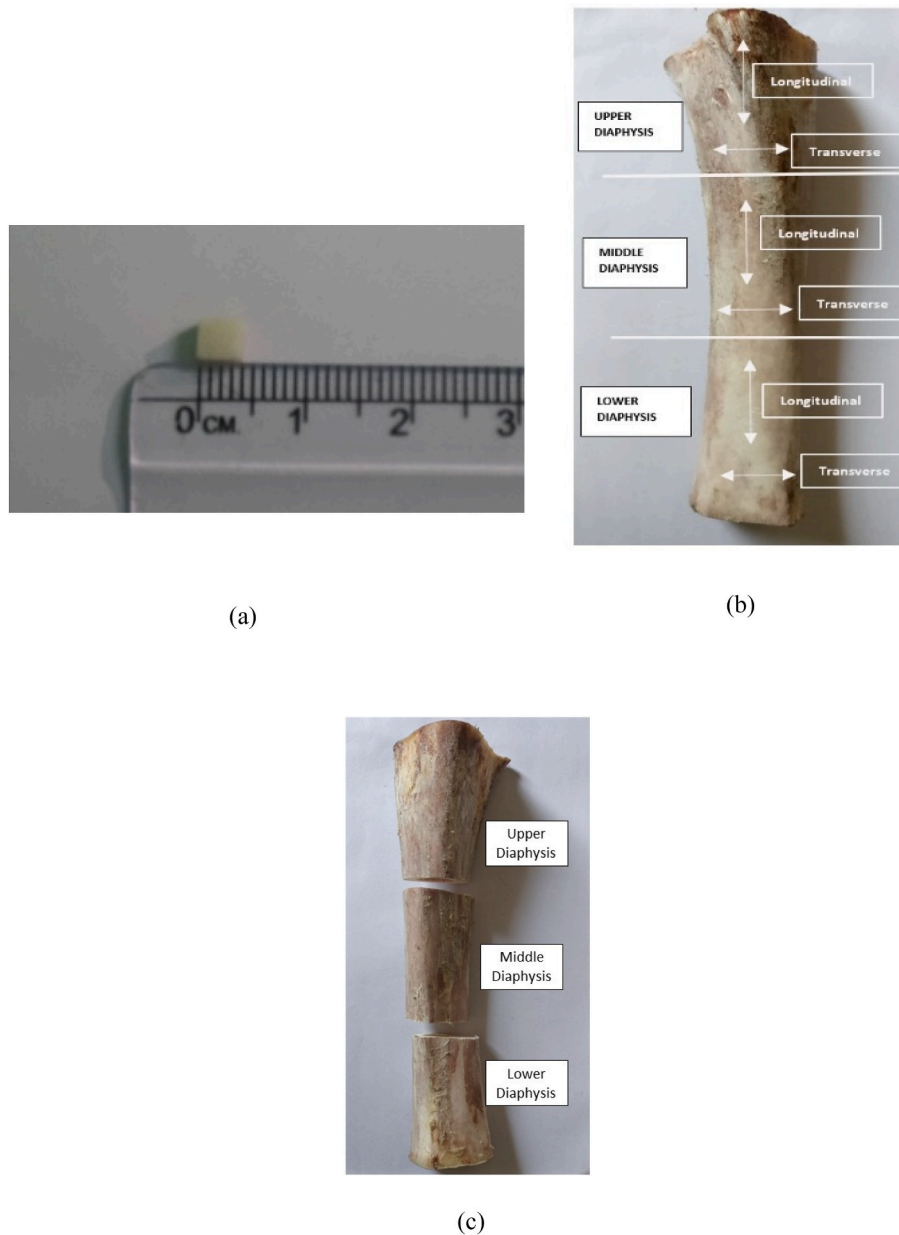 0 CM. 1 2 3
(a)
UPPER
DIAPHYSIS
Longitudinal
Transverse
MIDDLE
DIAPHYSIS
Longitudinal
Transverse
LOWER
DIAPHYSIS
Longitudinal
Transverse
(b)
Upper
Diaphysis
Middle
Diaphysis
Lower
Diaphysis
(c)